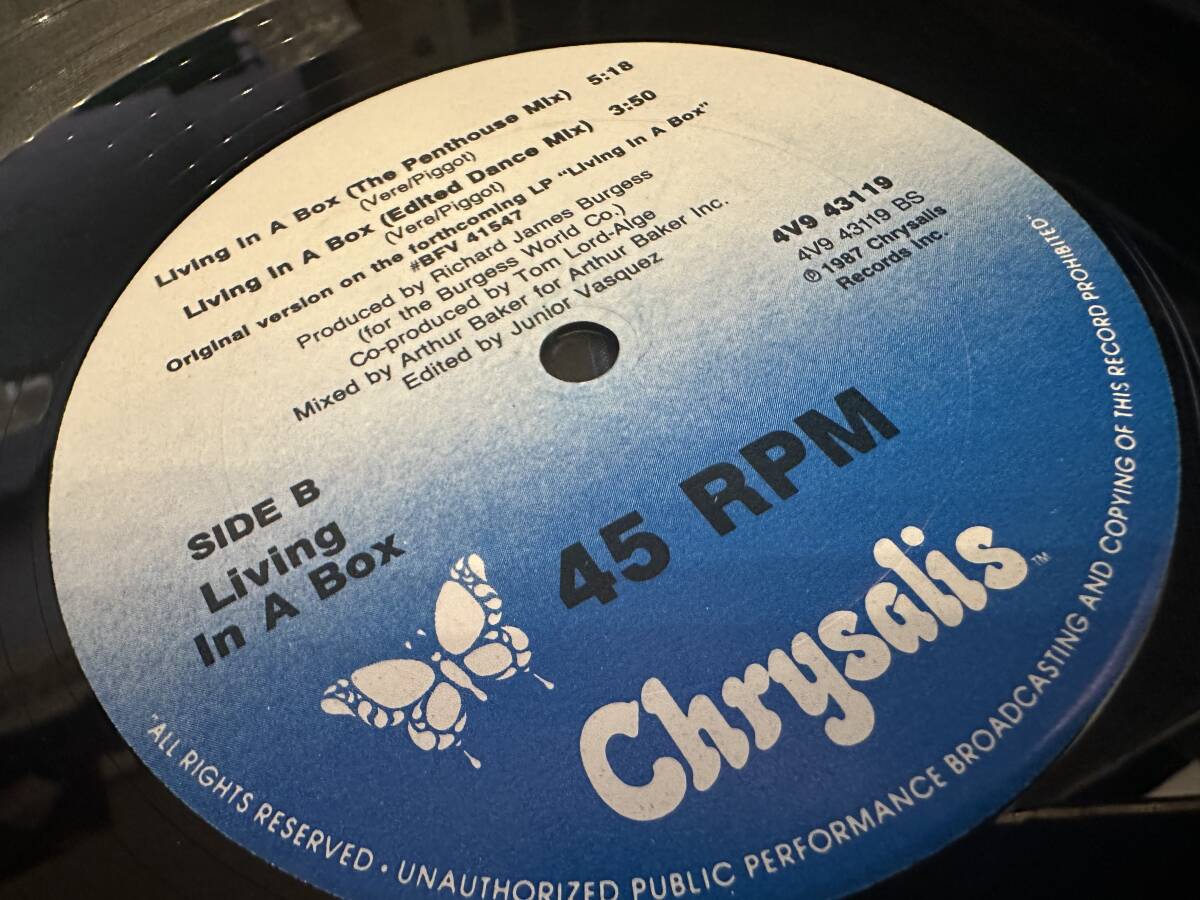 Living In A Box (The Penthouse Mix) 5:18
(Vere/Piggot)
Living In A Box (Edited Dance Mix) 3:50
(Vere/Piggot)
Original version on the forthcoming LP "Living In A Box"
#BFV 41547
Produced by Richard James Burgess
(for the Burgess World Co.)
Co-produced by Tom Lord-Alge
Mixed by Arthur Baker for Arthur Baker Inc.
Edited by Junior Vasquez
4V9 43119
4V9 43119 BS
℗ 1987 Chrysalis
Records Inc.
SIDE B
Living
In A Box
45 RPM
Chrysalis™
"ALL RIGHTS RESERVED · UNAUTHORIZED PUBLIC PERFORMANCE BROADCASTING AND COPYING OF THIS RECORD PROHIBITED"